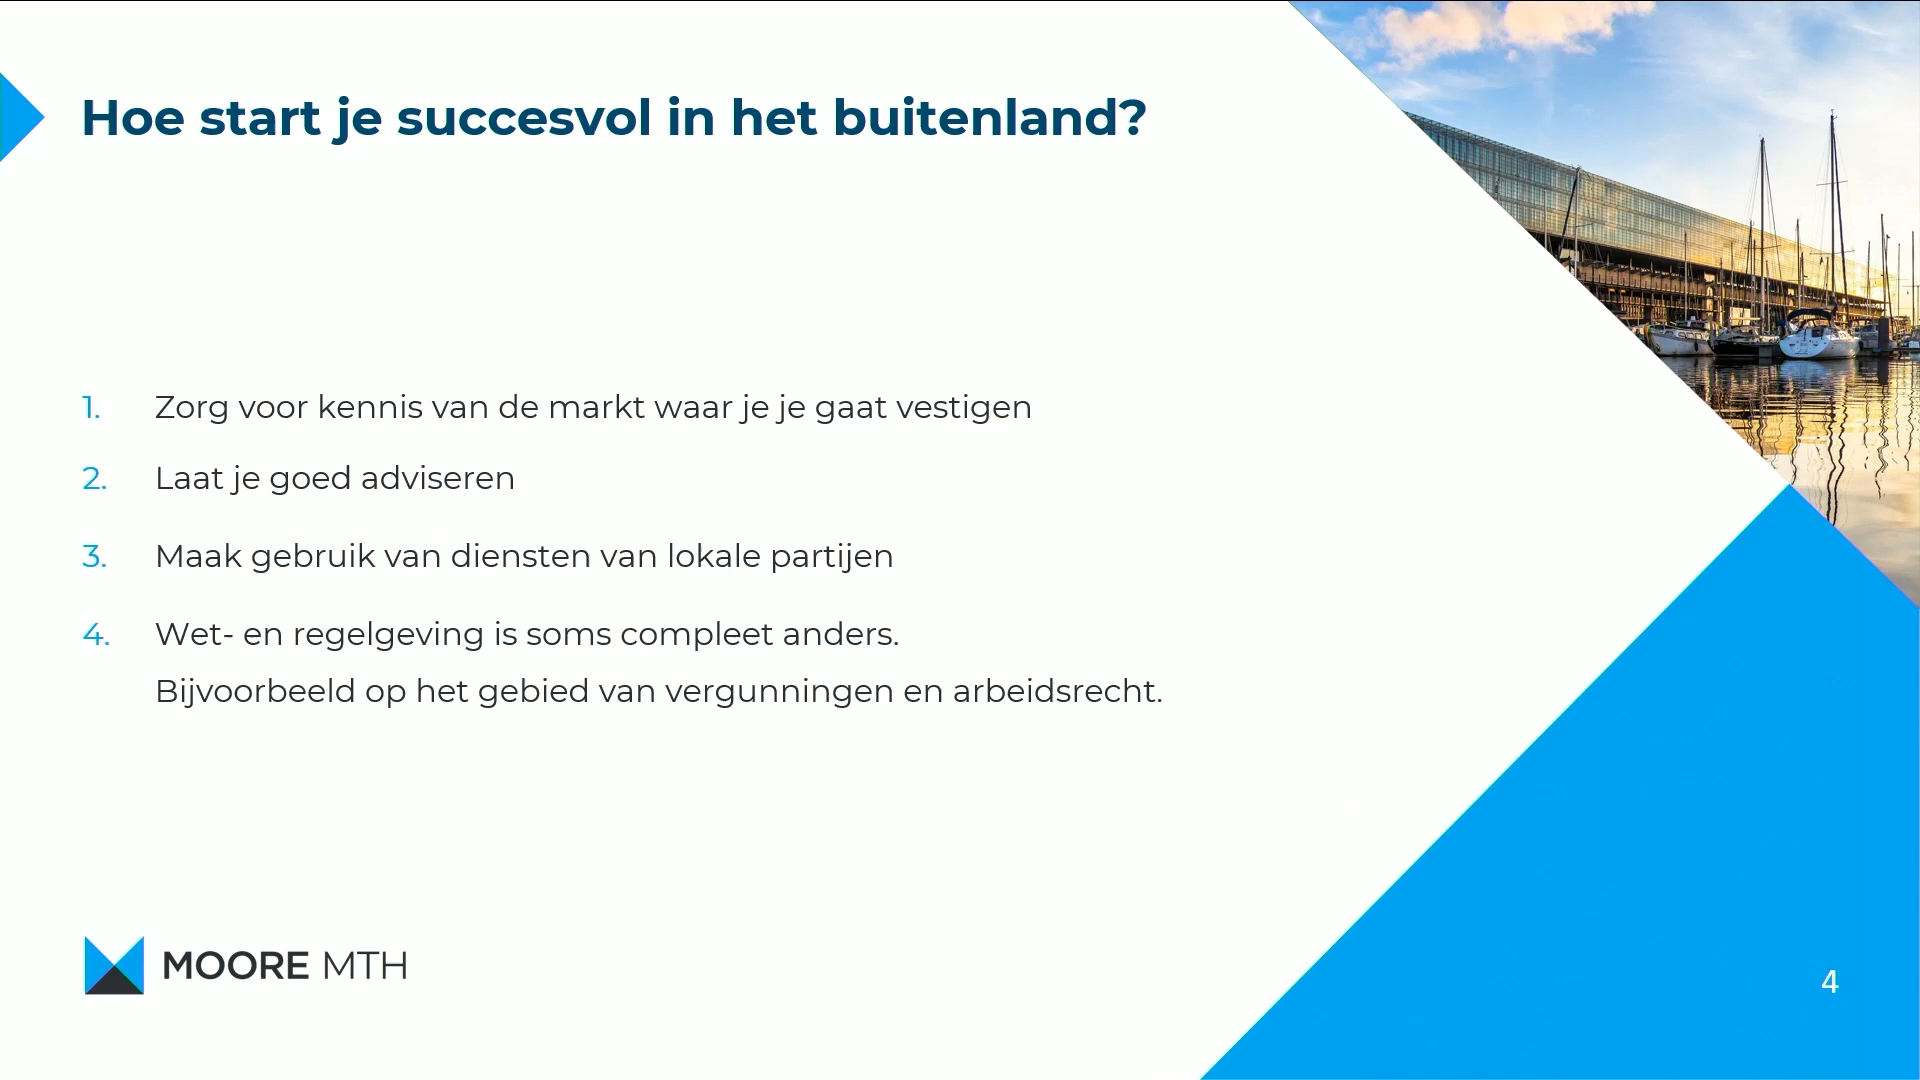 Hoe start je succesvol in het buitenland?
1. Zorg voor kennis van de markt waar je je gaat vestigen
2. Laat je goed adviseren
3. Maak gebruik van diensten van lokale partijen
4. Wet- en regelgeving is soms compleet anders.
Bijvoorbeeld op het gebied van vergunningen en arbeidsrecht.
MOORE MTH
4